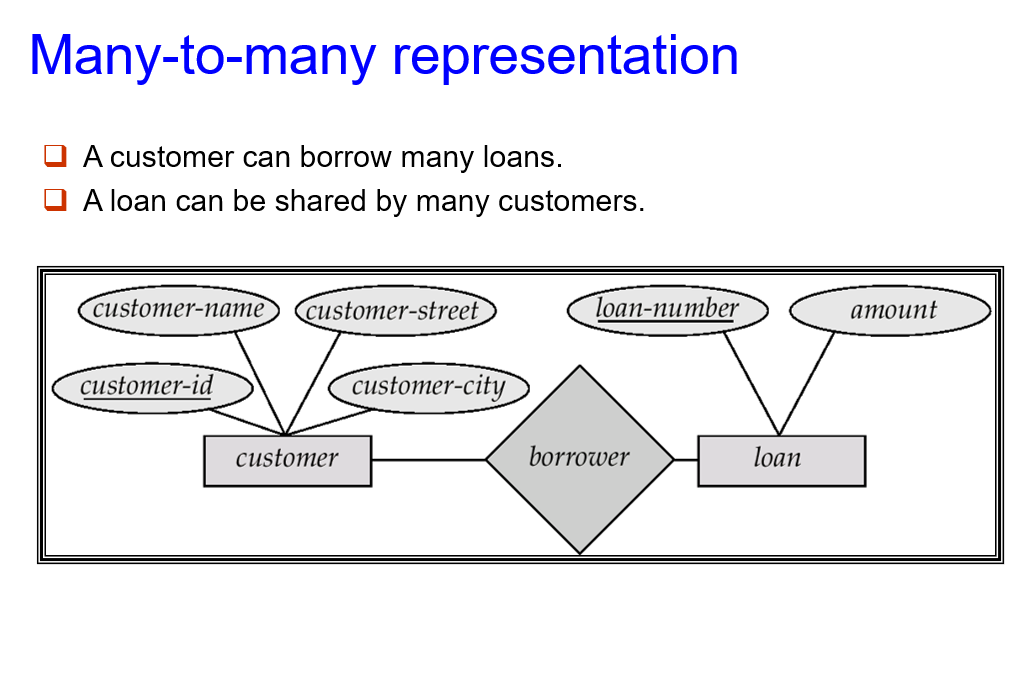 Many-to-many representation
A customer can borrow many loans.
A loan can be shared by many customers.
customer-name
customer-street
loan-number
amount
customer-id
customer-city
customer
borrower
loan